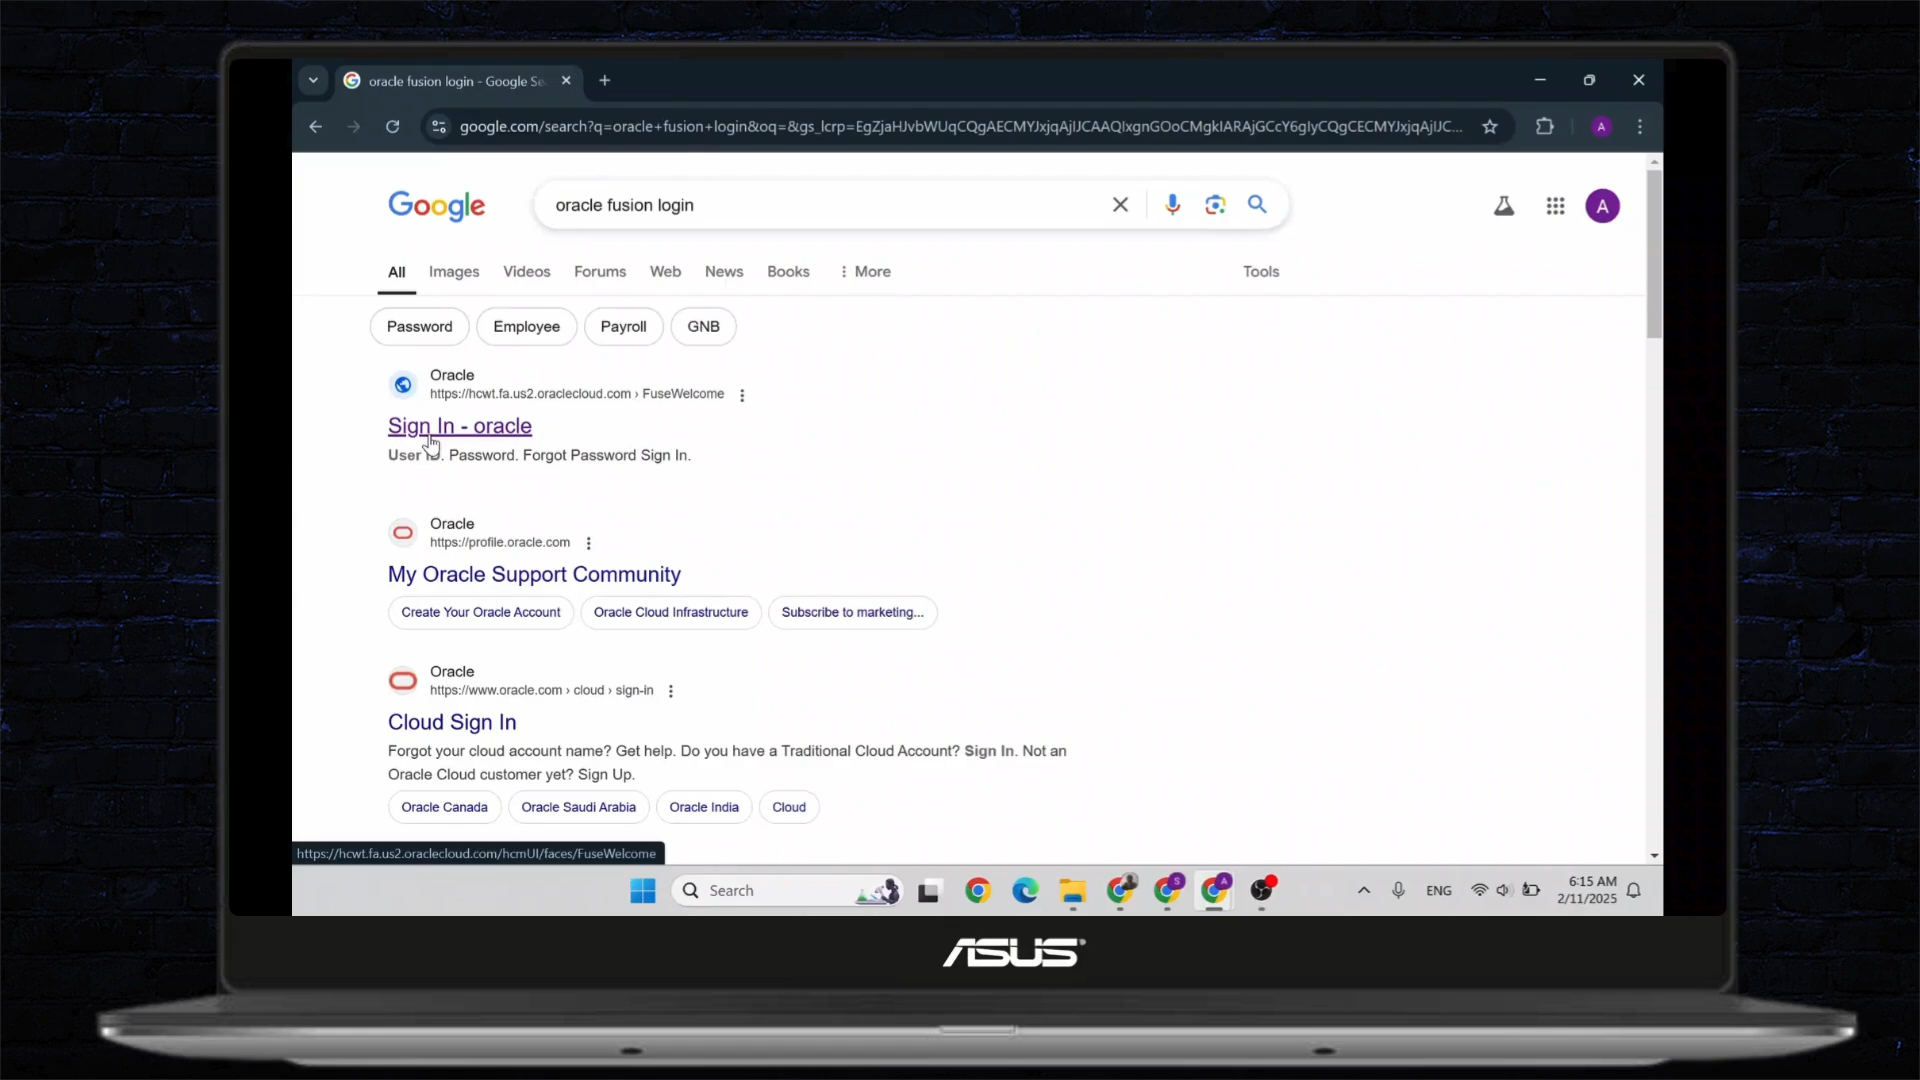 oracle fusion login - Google Se
google.com/search?q=oracle+fusion+login&oq=&gs_lcrp=
Google
oracle fusion login
A
All
Images
Videos
Forums
Web
News
Books
More
Tools
Password
Employee
Payroll
GNB
Oracle
https://hcwt.fa.us2.oraclecloud.com › FuseWelcome
Sign In - oracle
User ID. Password. Forgot Password Sign In.
Oracle
https://profile.oracle.com
My Oracle Support Community
Create Your Oracle Account
Oracle Cloud Infrastructure
Subscribe to marketing...
Oracle
https://www.oracle.com › cloud › sign-in
Cloud Sign In
Forgot your cloud account name? Get help. Do you have a Traditional Cloud Account? Sign In. Not an
Oracle Cloud customer yet? Sign Up.
Oracle Canada
Oracle Saudi Arabia
Oracle India
Cloud
https://hcwt.fa.us2.oraclecloud.com/hcmUI/faces/FuseWelcome
Search
ENG
6:15 AM
2/11/2025
ASUS